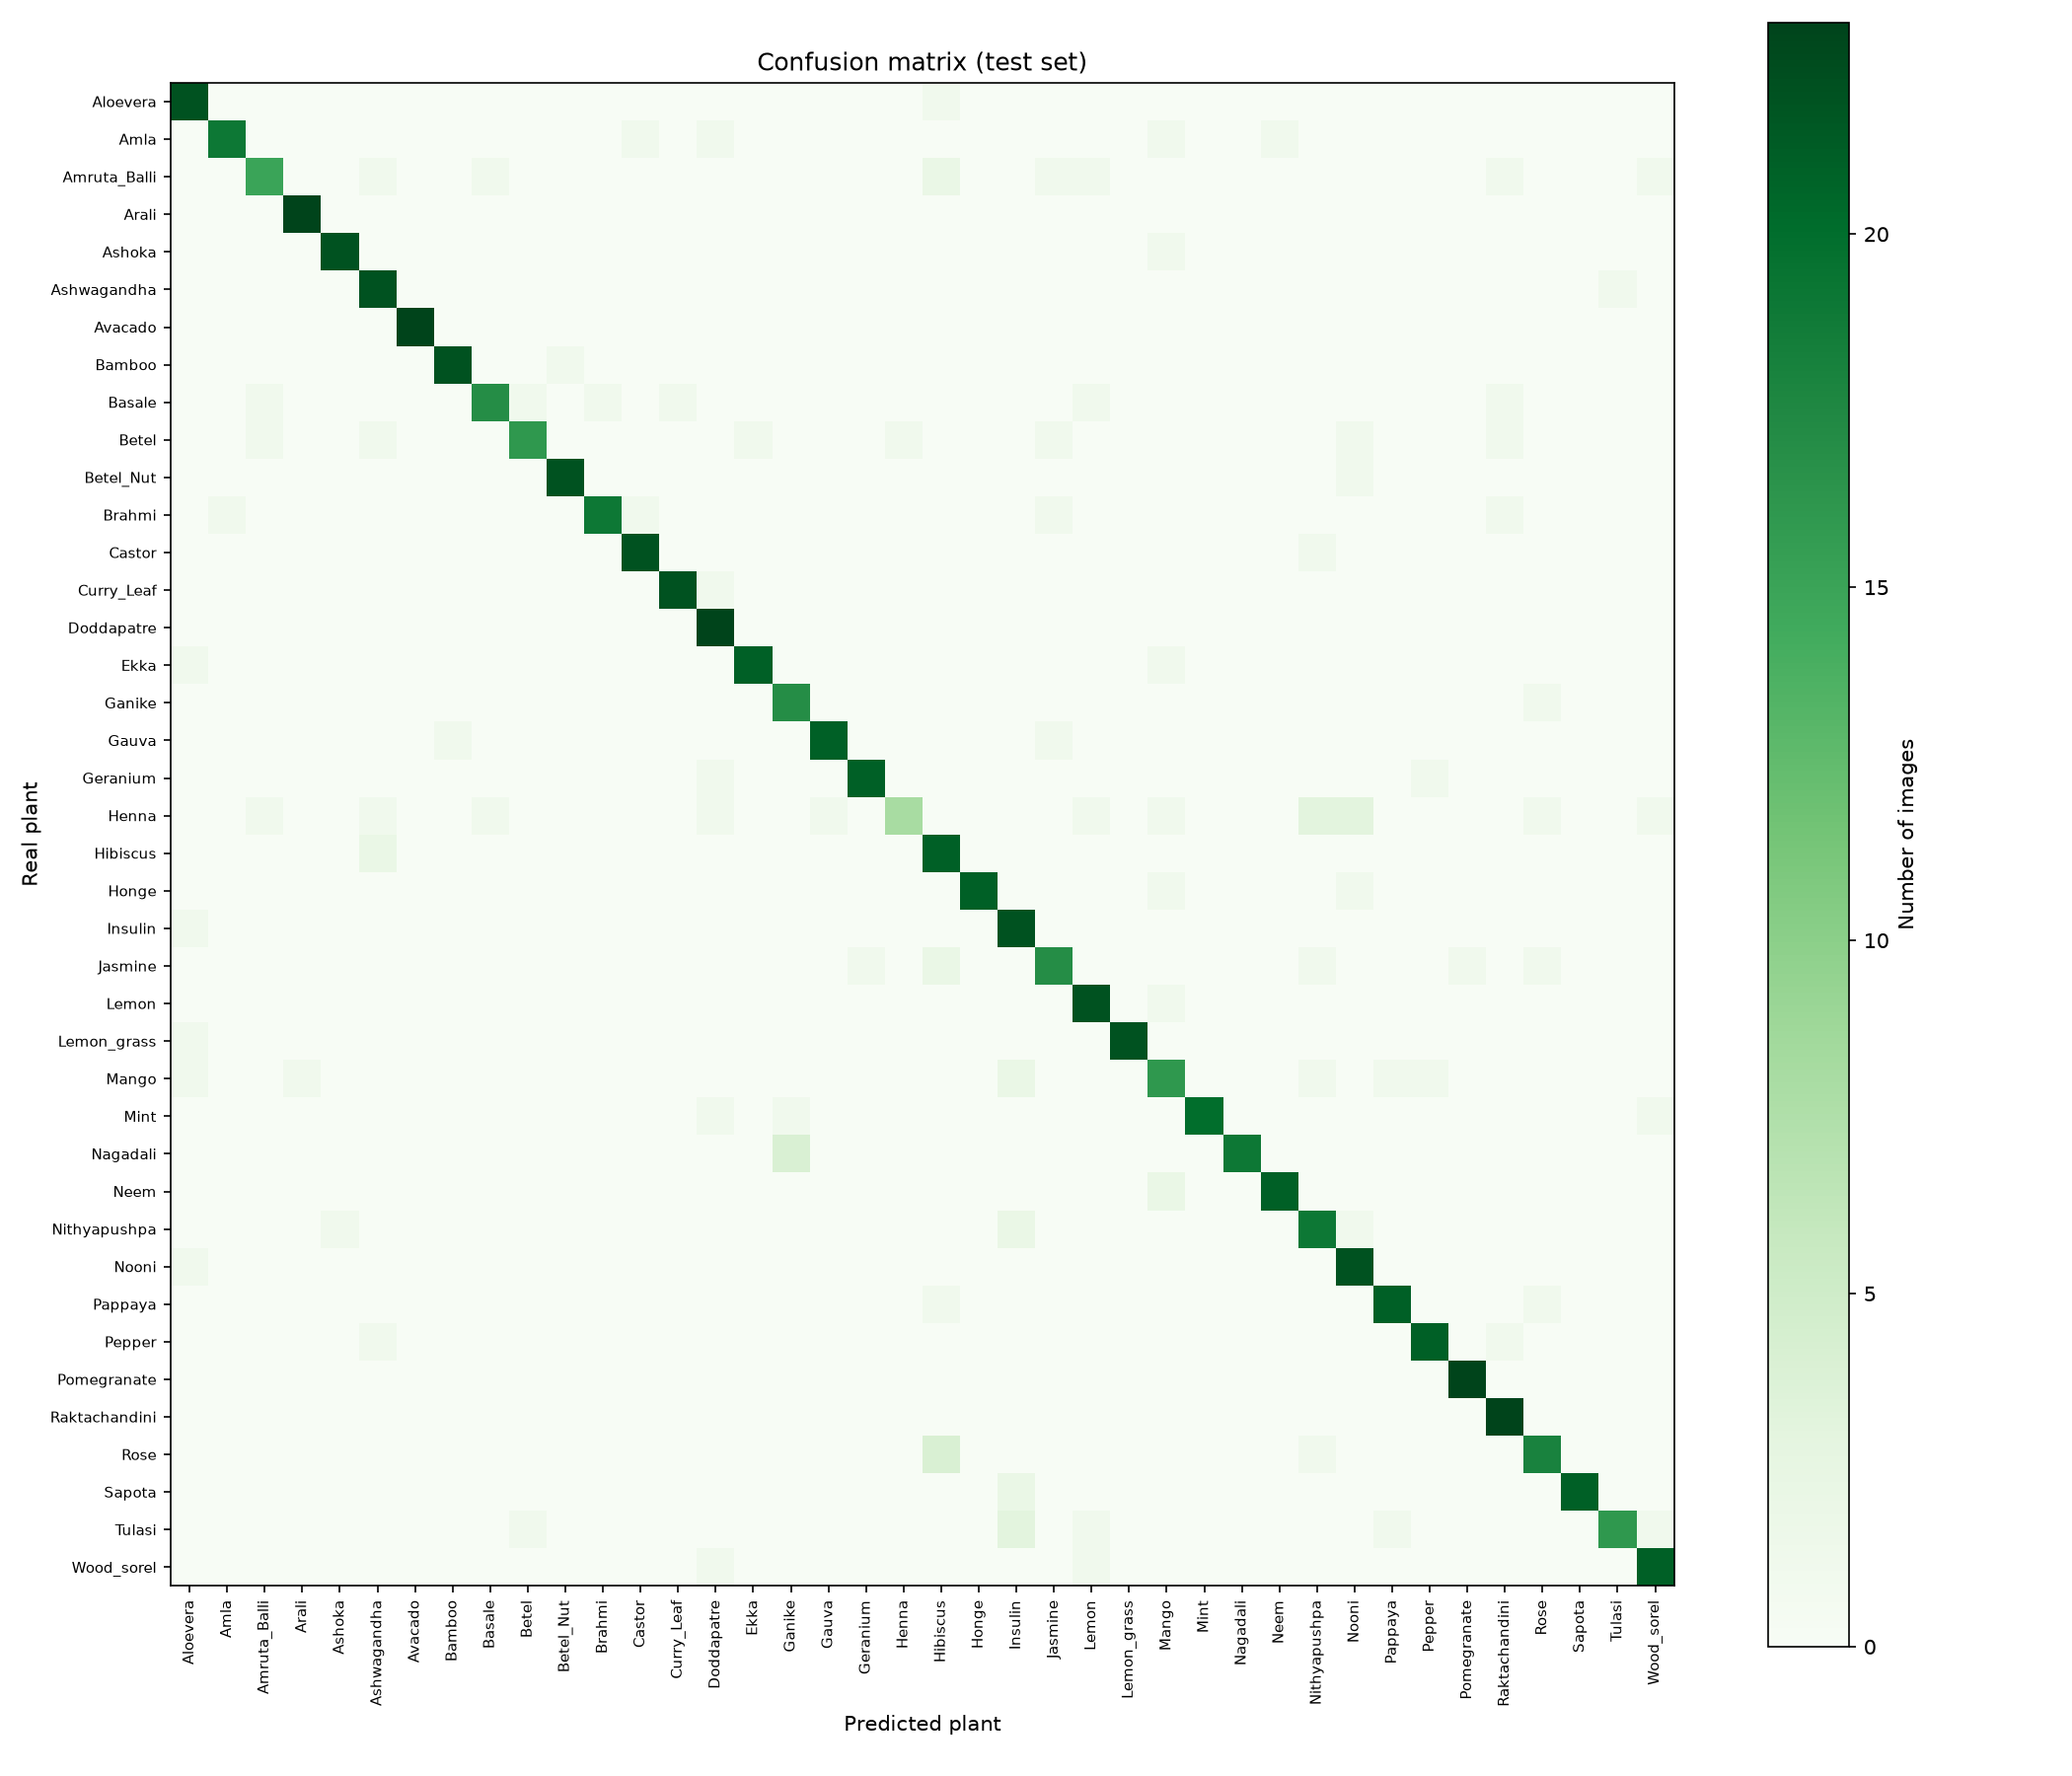 Confusion matrix (test set)
Aloevera
Amla
Amruta_Balli
Arali
Ashoka
Ashwagandha
Avacado
Bamboo
Basale
Betel
Betel_Nut
Brahmi
Castor
Curry_Leaf
Doddapatre
Ekka
Ganike
Gauva
Geranium
Henna
Hibiscus
Honge
Insulin
Jasmine
Lemon
Lemon_grass
Mango
Mint
Nagadali
Neem
Nithyapushpa
Nooni
Pappaya
Pepper
Pomegranate
Raktachandini
Rose
Sapota
Tulasi
Wood_sorel
Real plant
Aloevera
Amla
Amruta_Balli
Arali
Ashoka
Ashwagandha
Avacado
Bamboo
Basale
Betel
Betel_Nut
Brahmi
Castor
Curry_Leaf
Doddapatre
Ekka
Ganike
Gauva
Geranium
Henna
Hibiscus
Honge
Insulin
Jasmine
Lemon
Lemon_grass
Mango
Mint
Nagadali
Neem
Nithyapushpa
Nooni
Pappaya
Pepper
Pomegranate
Raktachandini
Rose
Sapota
Tulasi
Wood_sorel
Predicted plant
20
15
10
5
0
Number of images